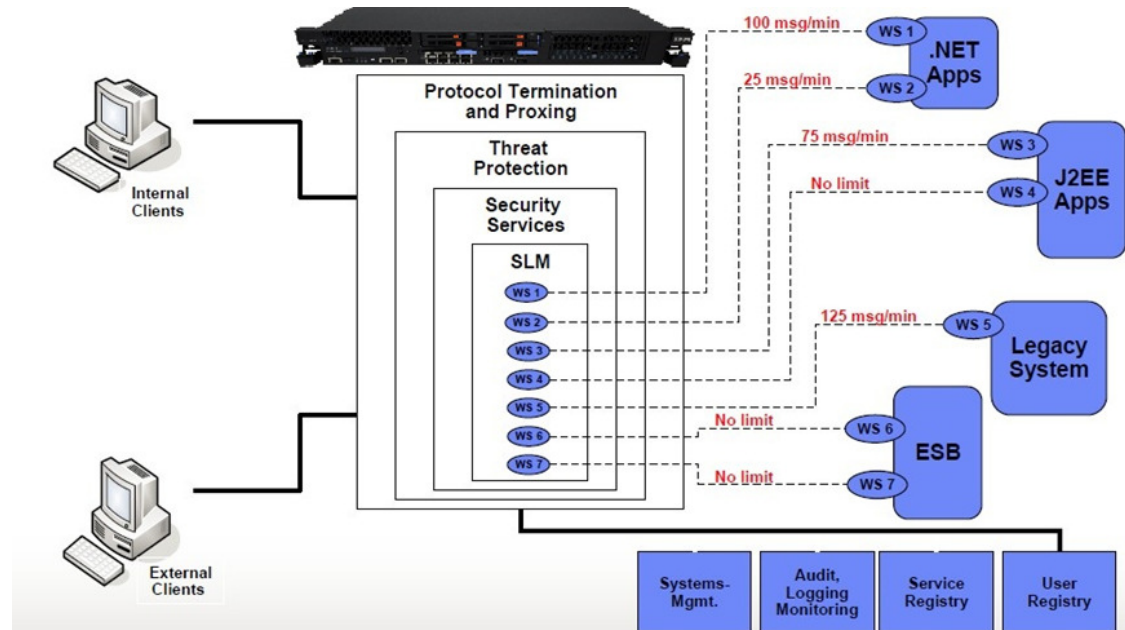 100 msg/min
WS 1
.NET
Apps
25 msg/min
WS 2
Protocol Termination
and Proxing
Threat
Protection
Security
Services
SLM
WS 1
WS 2
WS 3
WS 4
WS 5
WS 6
WS 7
75 msg/min
WS 3
No limit
WS 4
J2EE
Apps
125 msg/min
WS 5
Legacy
System
No limit
WS 6
ESB
No limit
WS 7
Internal
Clients
External
Clients
Systems-
Mgmt.
Audit,
Logging
Monitoring
Service
Registry
User
Registry